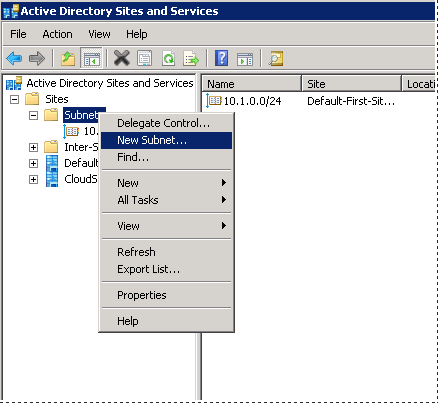 Active Directory Sites and Services
File Action View Help
Active Directory Sites and Services
Sites
Subnet
10.
Inter-S
Default
CloudS
Delegate Control...
New Subnet...
Find...
New
All Tasks
View
Refresh
Export List...
Properties
Help
Name Site Locati
10.1.0.0/24 Default-First-Sit...